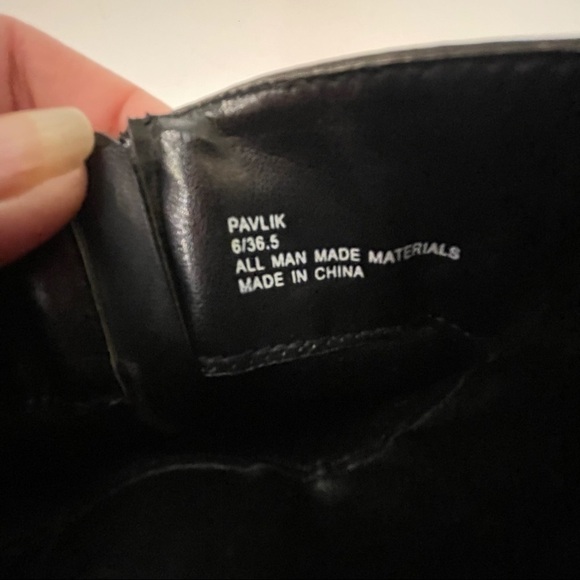 PAVLIK
6/36.5
ALL MAN MADE MATERIALS
MADE IN CHINA